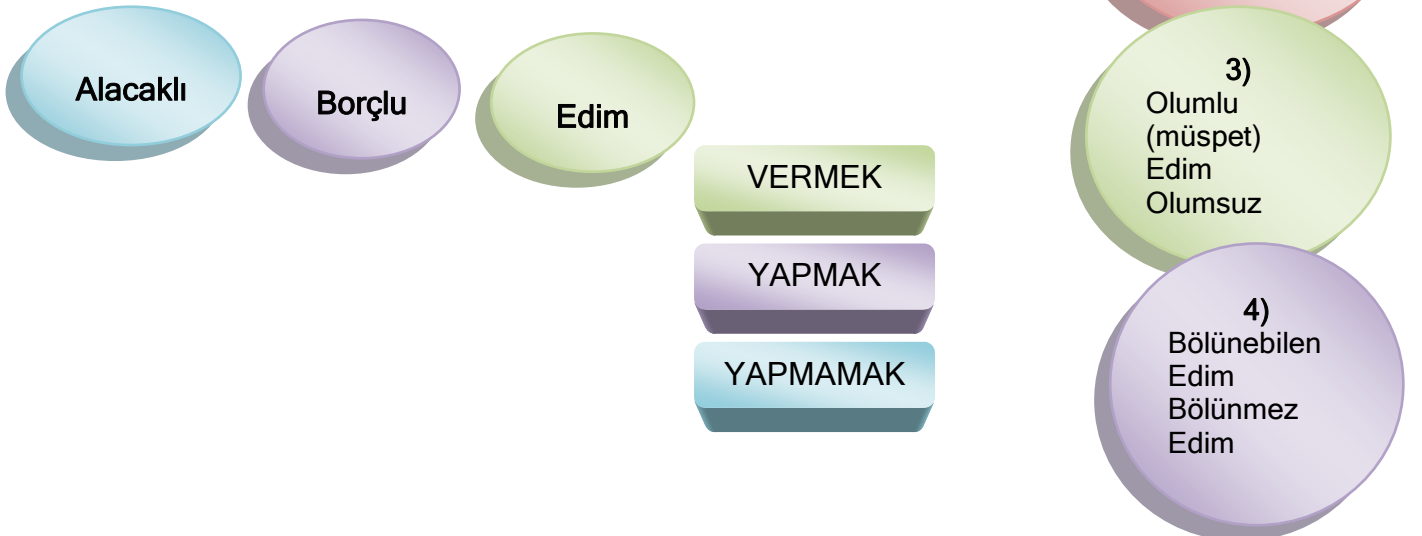 Alacaklı
Borçlu
Edim
VERMEK
YAPMAK
YAPMAMAK
3)
Olumlu
(müspet)
Edim
Olumsuz
4)
Bölünebilen
Edim
Bölünmez
Edim